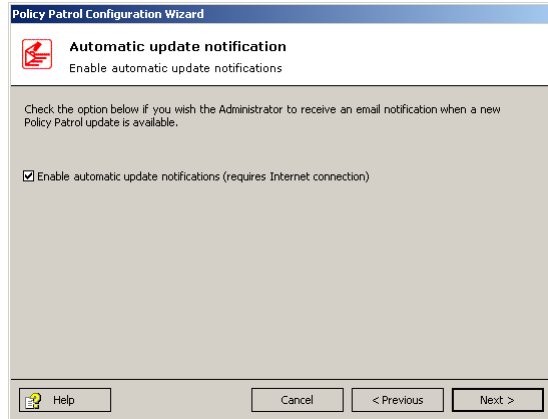 Policy Patrol Configuration Wizard
Automatic update notification
Enable automatic update notifications
Check the option below if you wish the Administrator to receive an email notification when a new
Policy Patrol update is available.
Enable automatic update notifications (requires Internet connection)
Help
Cancel
< Previous
Next >